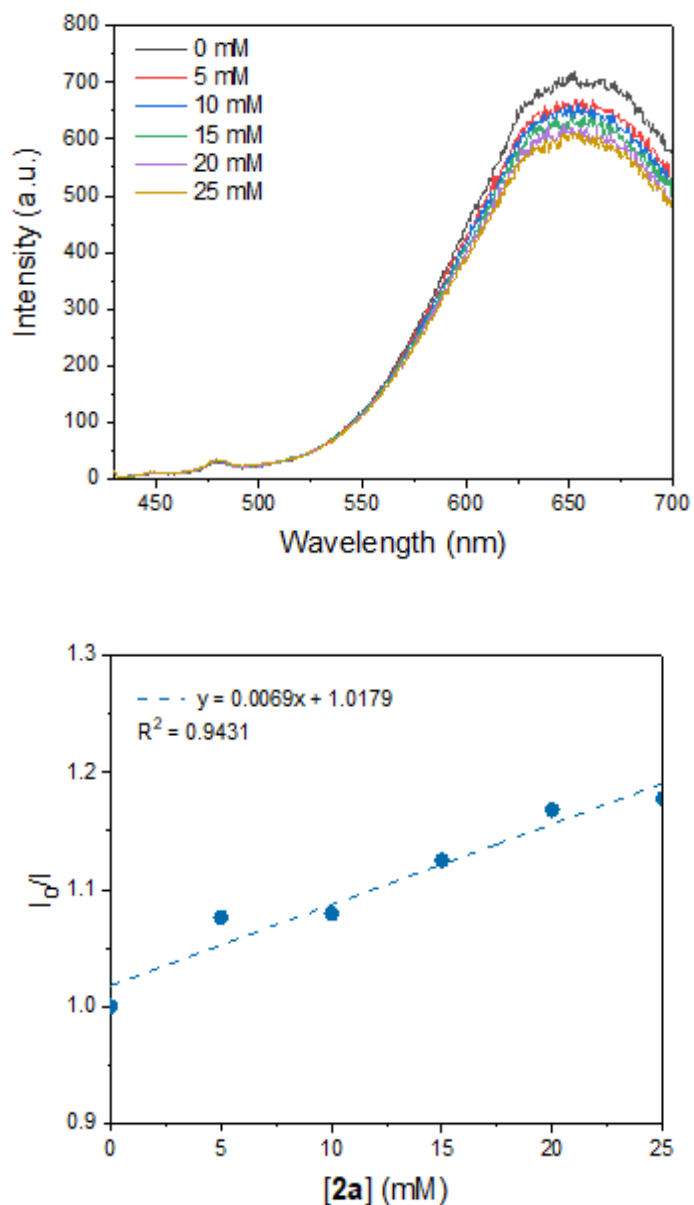 800
700
600
500
400
300
200
100
0
Intensity (a.u.)
0 mM
5 mM
10 mM
15 mM
20 mM
25 mM
450 500 550 600 650 700
Wavelength (nm)
1.3
1.2
1.1
1.0
0.9
I₀/I
y = 0.0069x + 1.0179
R² = 0.9431
0 5 10 15 20 25
[2a] (mM)